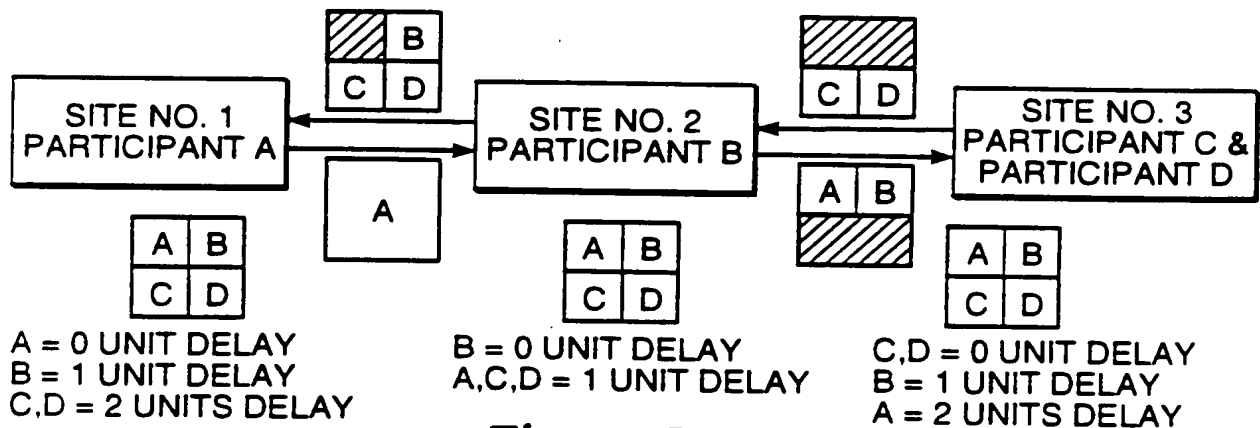 B
C D
C D
SITE NO. 1
PARTICIPANT A
SITE NO. 2
PARTICIPANT B
SITE NO. 3
PARTICIPANT C &
PARTICIPANT D
A
A B
A B
C D
A B
C D
A B
C D
A = 0 UNIT DELAY
B = 1 UNIT DELAY
C,D = 2 UNITS DELAY
B = 0 UNIT DELAY
A,C,D = 1 UNIT DELAY
C,D = 0 UNIT DELAY
B = 1 UNIT DELAY
A = 2 UNITS DELAY